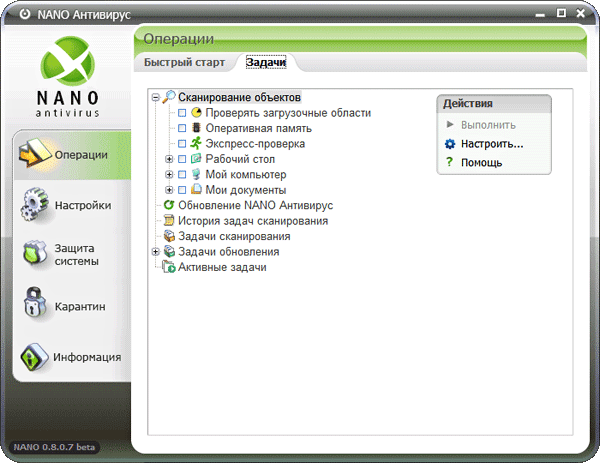 NANO Антивирус
NANO
antivirus
Операции
Настройки
Защита
системы
Карантин
Информация
NANO 0.8.0.7 beta
Операции
Быстрый старт
Задачи
Сканирование объектов
Проверять загрузочные области
Оперативная память
Экспресс-проверка
Рабочий стол
Мой компьютер
Мои документы
Обновление NANO Антивирус
История задач сканирования
Задачи сканирования
Задачи обновления
Активные задачи
Действия
Выполнить
Настроить...
Помощь